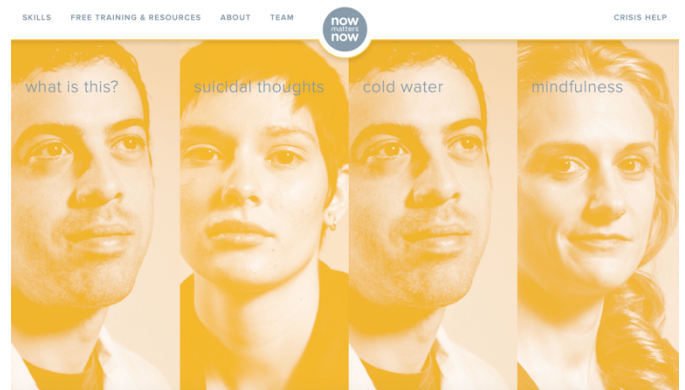 SKILLS FREE TRAINING & RESOURCES ABOUT TEAM CRISIS HELP
now
matters
now
what is this? suicidal thoughts cold water mindfulness